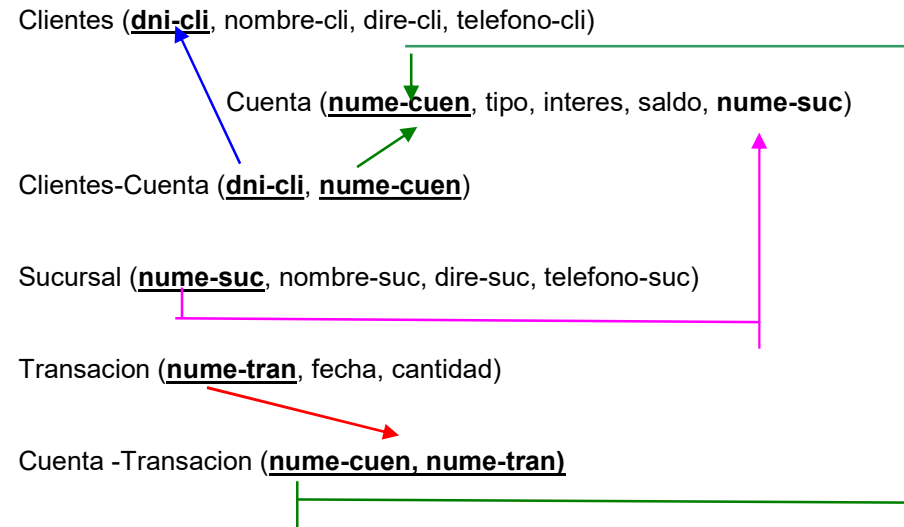 Clientes (dni-cli, nombre-cli, dire-cli, telefono-cli)
Cuenta (nume-cuen, tipo, interes, saldo, nume-suc)
Clientes-Cuenta (dni-cli, nume-cuen)
Sucursal (nume-suc, nombre-suc, dire-suc, telefono-suc)
Transacion (nume-tran, fecha, cantidad)
Cuenta -Transacion (nume-cuen, nume-tran)